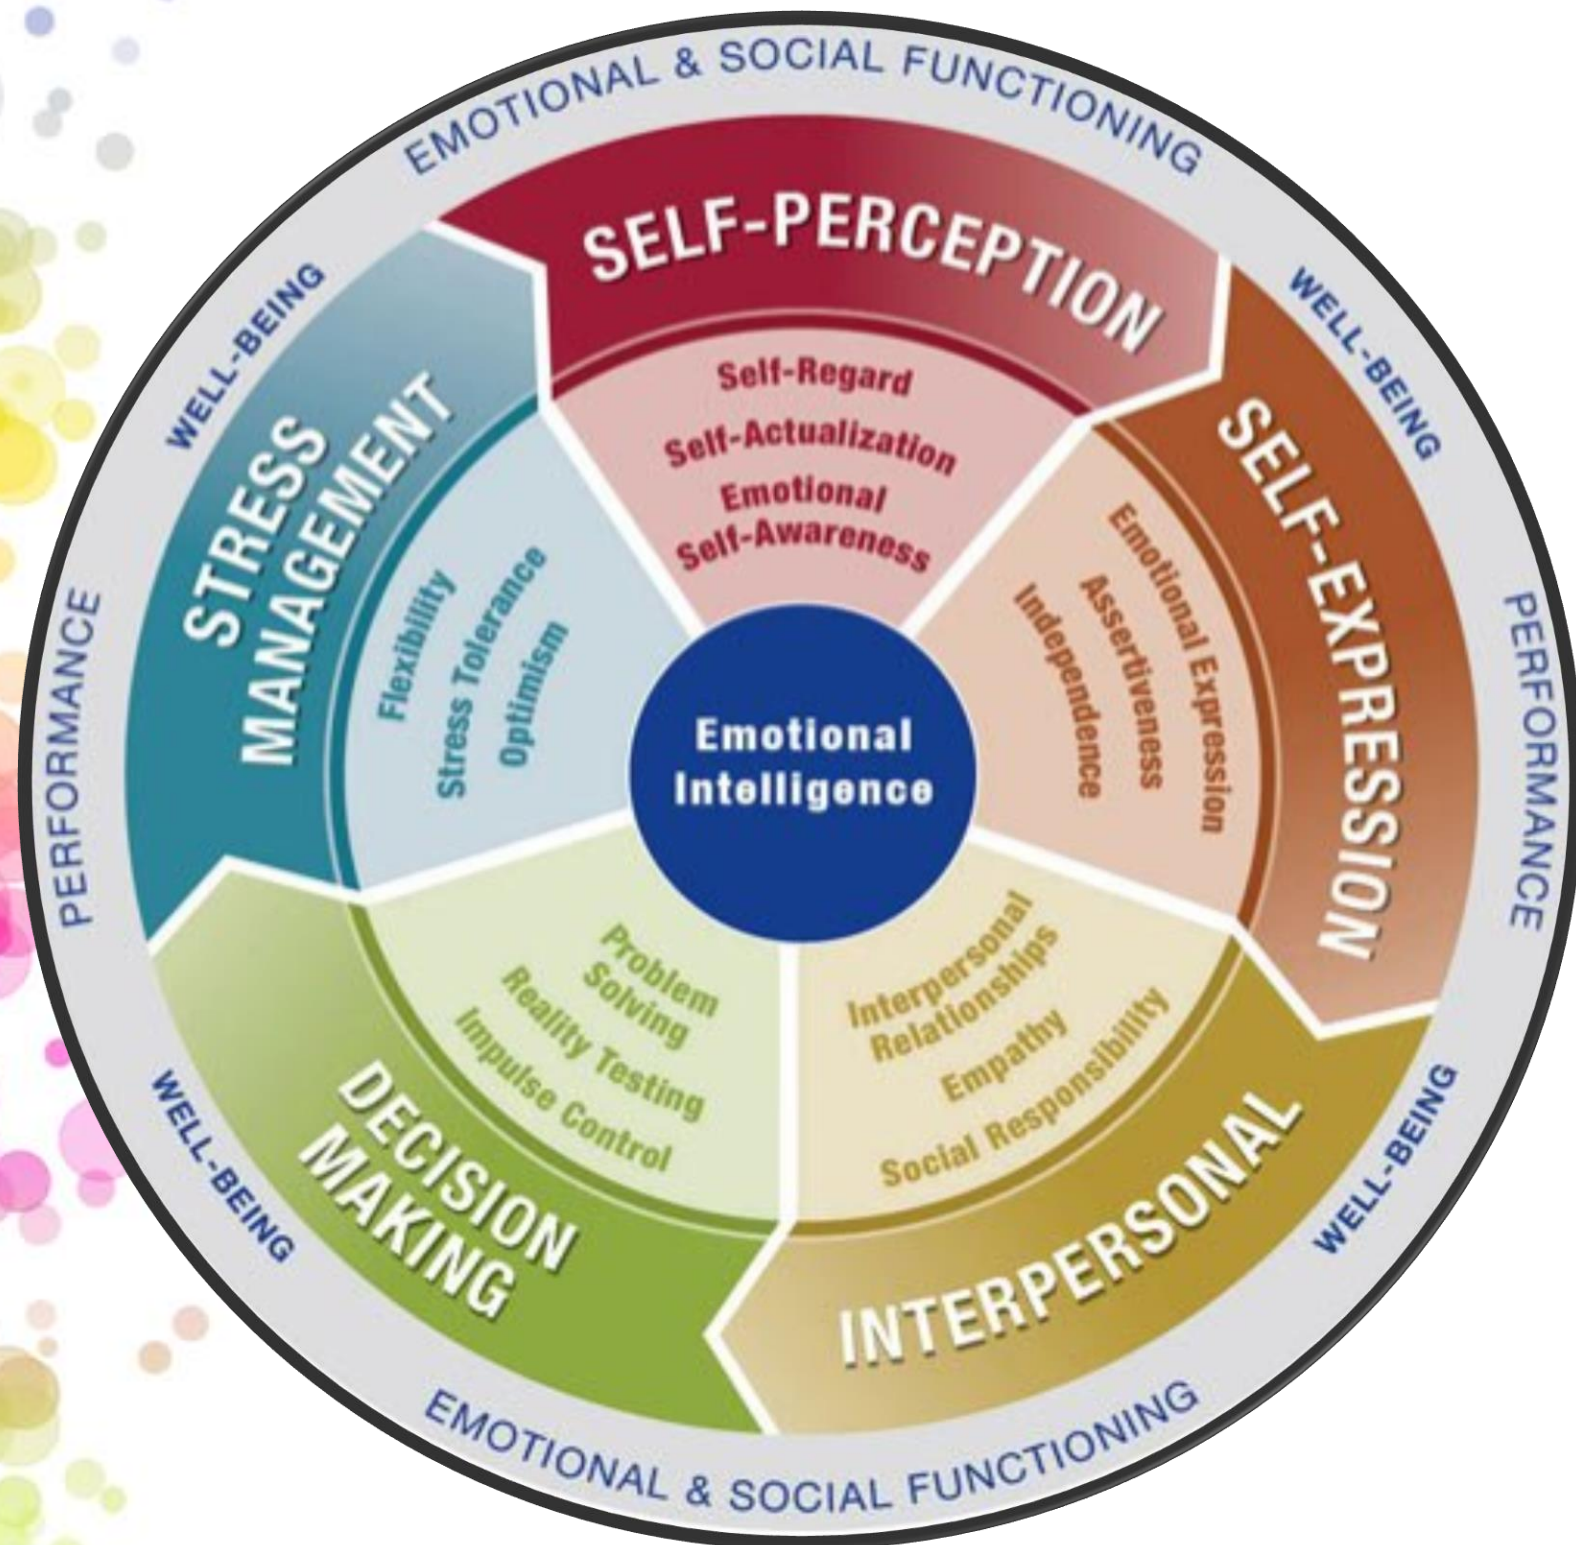 EMOTIONAL & SOCIAL FUNCTIONING
WELL-BEING
PERFORMANCE
WELL-BEING
EMOTIONAL & SOCIAL FUNCTIONING
WELL-BEING
PERFORMANCE
WELL-BEING
SELF-PERCEPTION
Self-Regard
Self-Actualization
Emotional
Self-Awareness
SELF-EXPRESSION
Emotional Expression
Assertiveness
Independence
INTERPERSONAL
Interpersonal
Relationships
Empathy
Social Responsibility
DECISION
MAKING
Problem
Solving
Reality Testing
Impulse Control
STRESS
MANAGEMENT
Flexibility
Stress Tolerance
Optimism
Emotional
Intelligence